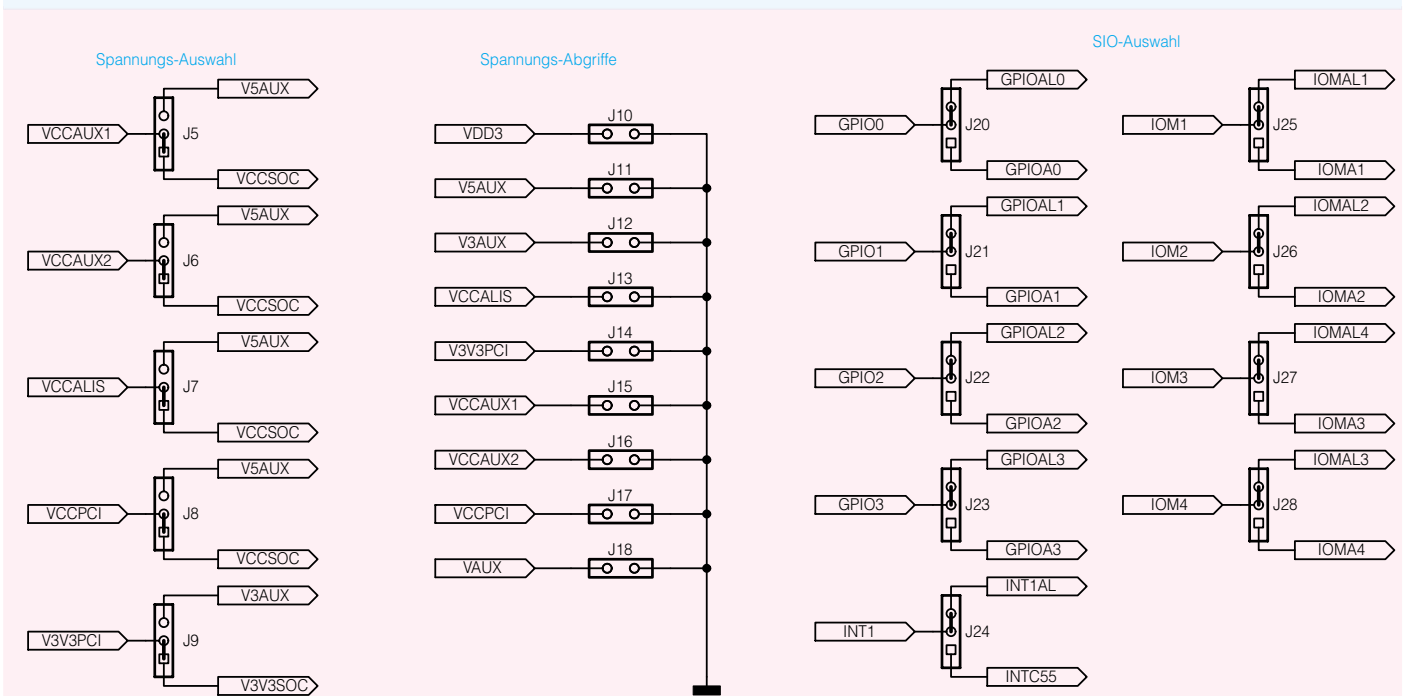 Spannungs-Auswahl
V5AUX
VCCAUX1
J5
VCCSOC
V5AUX
VCCAUX2
J6
VCCSOC
V5AUX
VCCALIS
J7
VCCSOC
V5AUX
VCCPCI
J8
VCCSOC
V3AUX
V3V3PCI
J9
V3V3SOC
Spannungs-Abgriffe
J10
VDD3
J11
V5AUX
J12
V3AUX
J13
VCCALIS
J14
V3V3PCI
J15
VCCAUX1
J16
VCCAUX2
J17
VCCPCI
J18
VAUX
SIO-Auswahl
GPIOAL0
GPIO0
J20
GPIOA0
GPIOAL1
GPIO1
J21
GPIOA1
GPIOAL2
GPIO2
J22
GPIOA2
GPIOAL3
GPIO3
J23
GPIOA3
INT1AL
INT1
J24
INTC55
IOMAL1
IOM1
J25
IOMA1
IOMAL2
IOM2
J26
IOMA2
IOMAL4
IOM3
J27
IOMA3
IOMAL3
IOM4
J28
IOMA4